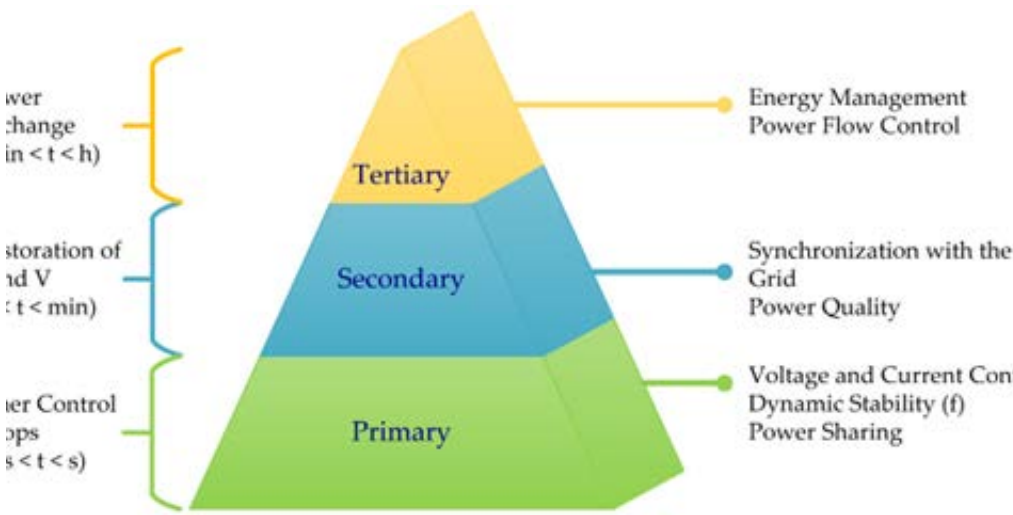 wer
change
in < t < h)
Tertiary
Energy Management
Power Flow Control
storation of
nd V
< t < min)
Secondary
Synchronization with the
Grid
Power Quality
er Control
ops
s < t < s)
Primary
Voltage and Current Con
Dynamic Stability (f)
Power Sharing